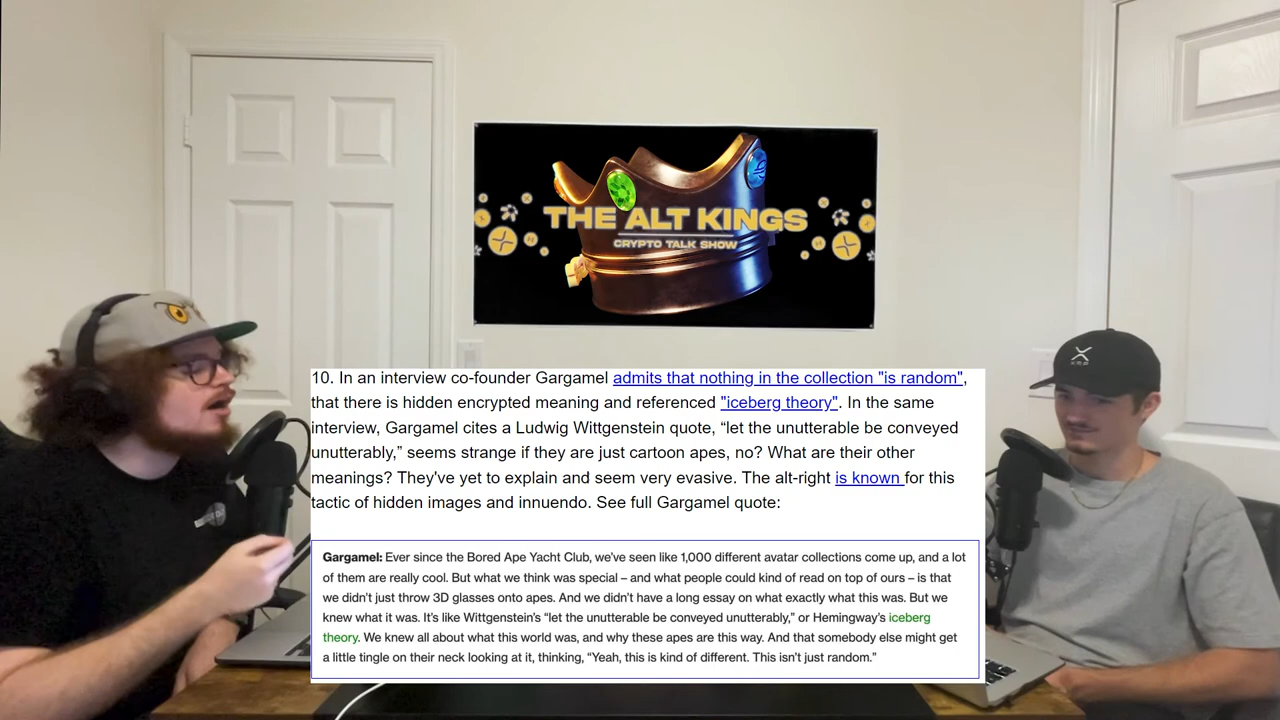 THE ALT KINGS
CRYPTO TALK SHOW
10. In an interview co-founder Gargamel admits that nothing in the collection "is random",
that there is hidden encrypted meaning and referenced "iceberg theory". In the same
interview, Gargamel cites a Ludwig Wittgenstein quote, “let the unutterable be conveyed
unutterably,” seems strange if they are just cartoon apes, no? What are their other
meanings? They've yet to explain and seem very evasive. The alt-right is known for this
tactic of hidden images and innuendo. See full Gargamel quote:
Gargamel: Ever since the Bored Ape Yacht Club, we’ve seen like 1,000 different avatar collections come up, and a lot
of them are really cool. But what we think was special – and what people could kind of read on top of ours – is that
we didn’t just throw 3D glasses onto apes. And we didn’t have a long essay on what exactly what this was. But we
knew what it was. It’s like Wittgenstein’s “let the unutterable be conveyed unutterably,” or Hemingway’s iceberg
theory. We knew all about what this world was, and why these apes are this way. And that somebody else might get
a little tingle on their neck looking at it, thinking, “Yeah, this is kind of different. This isn’t just random.”